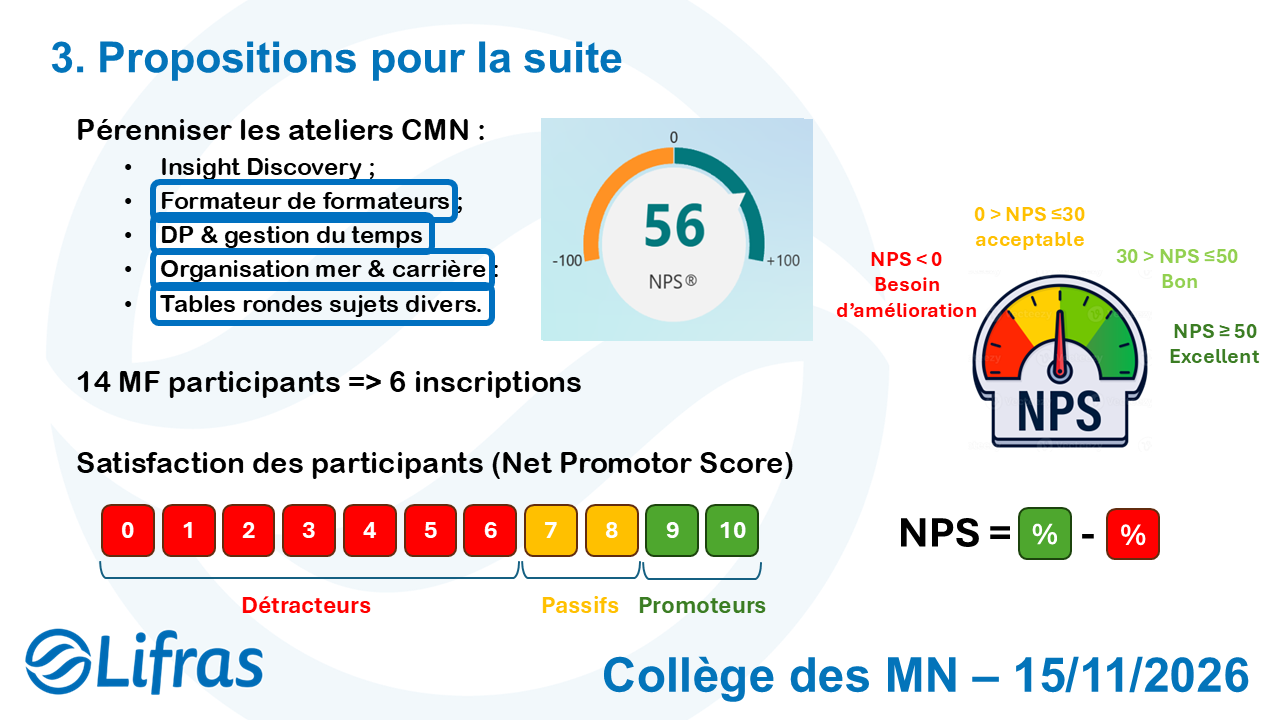 3. Propositions pour la suite
Pérenniser les ateliers CMN :
• Insight Discovery ;
• Formateur de formateurs ;
• DP & gestion du temps
• Organisation mer & carrière :
• Tables rondes sujets divers.
0
56
-100
+100
NPS®
0 > NPS ≤30
acceptable
NPS < 0
Besoin
d'amélioration
30 > NPS ≤50
Bon
NPS ≥ 50
Excellent
NPS
14 MF participants => 6 inscriptions
Satisfaction des participants (Net Promotor Score)
0 1 2 3 4 5 6 7 8 9 10
Détracteurs Passifs Promoteurs
NPS = % - %
Lifras
Collège des MN – 15/11/2026